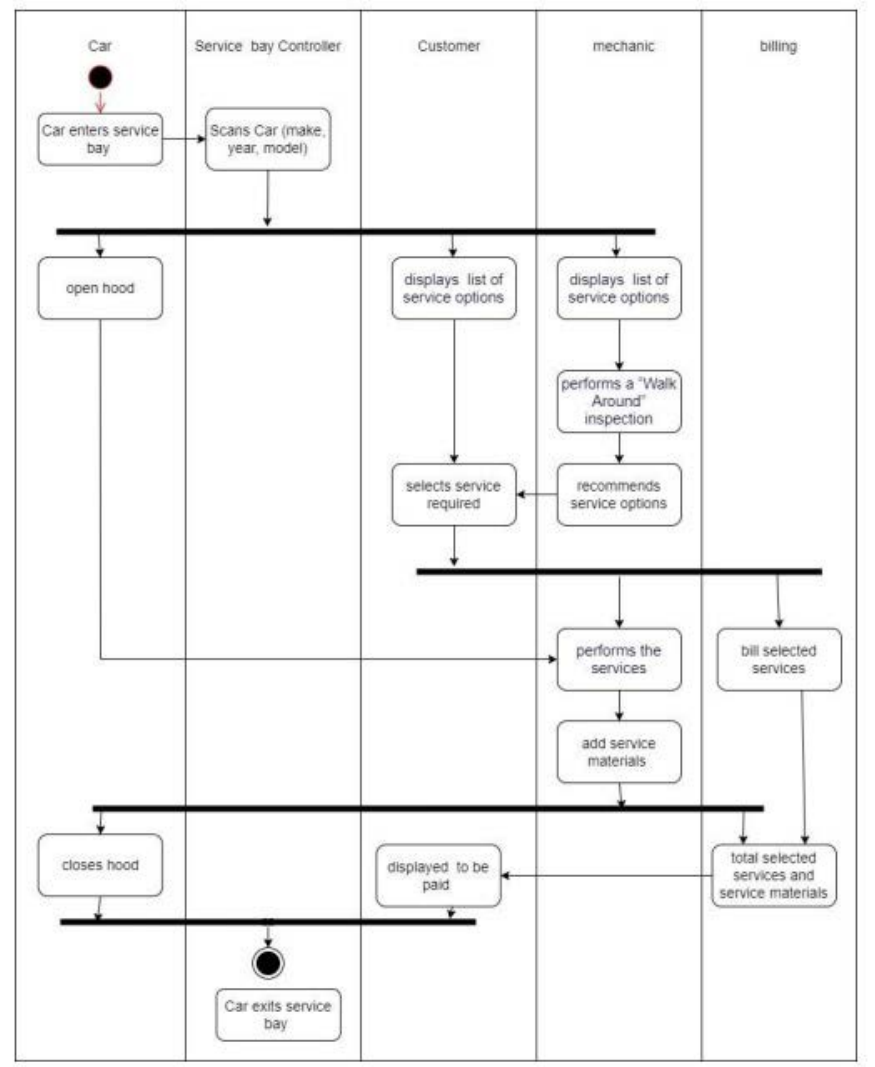 Car
Service bay Controller
Customer
mechanic
billing
Car enters service
bay
Scans Car (make,
year, model)
open hood
displays list of
service options
displays list of
service options
performs a "Walk
Around"
inspection
selects service
required
recommends
service options
performs the
services
bill selected
services
add service
materials
closes hood
displayed to be
paid
total selected
services and
service materials
Car exits service
bay